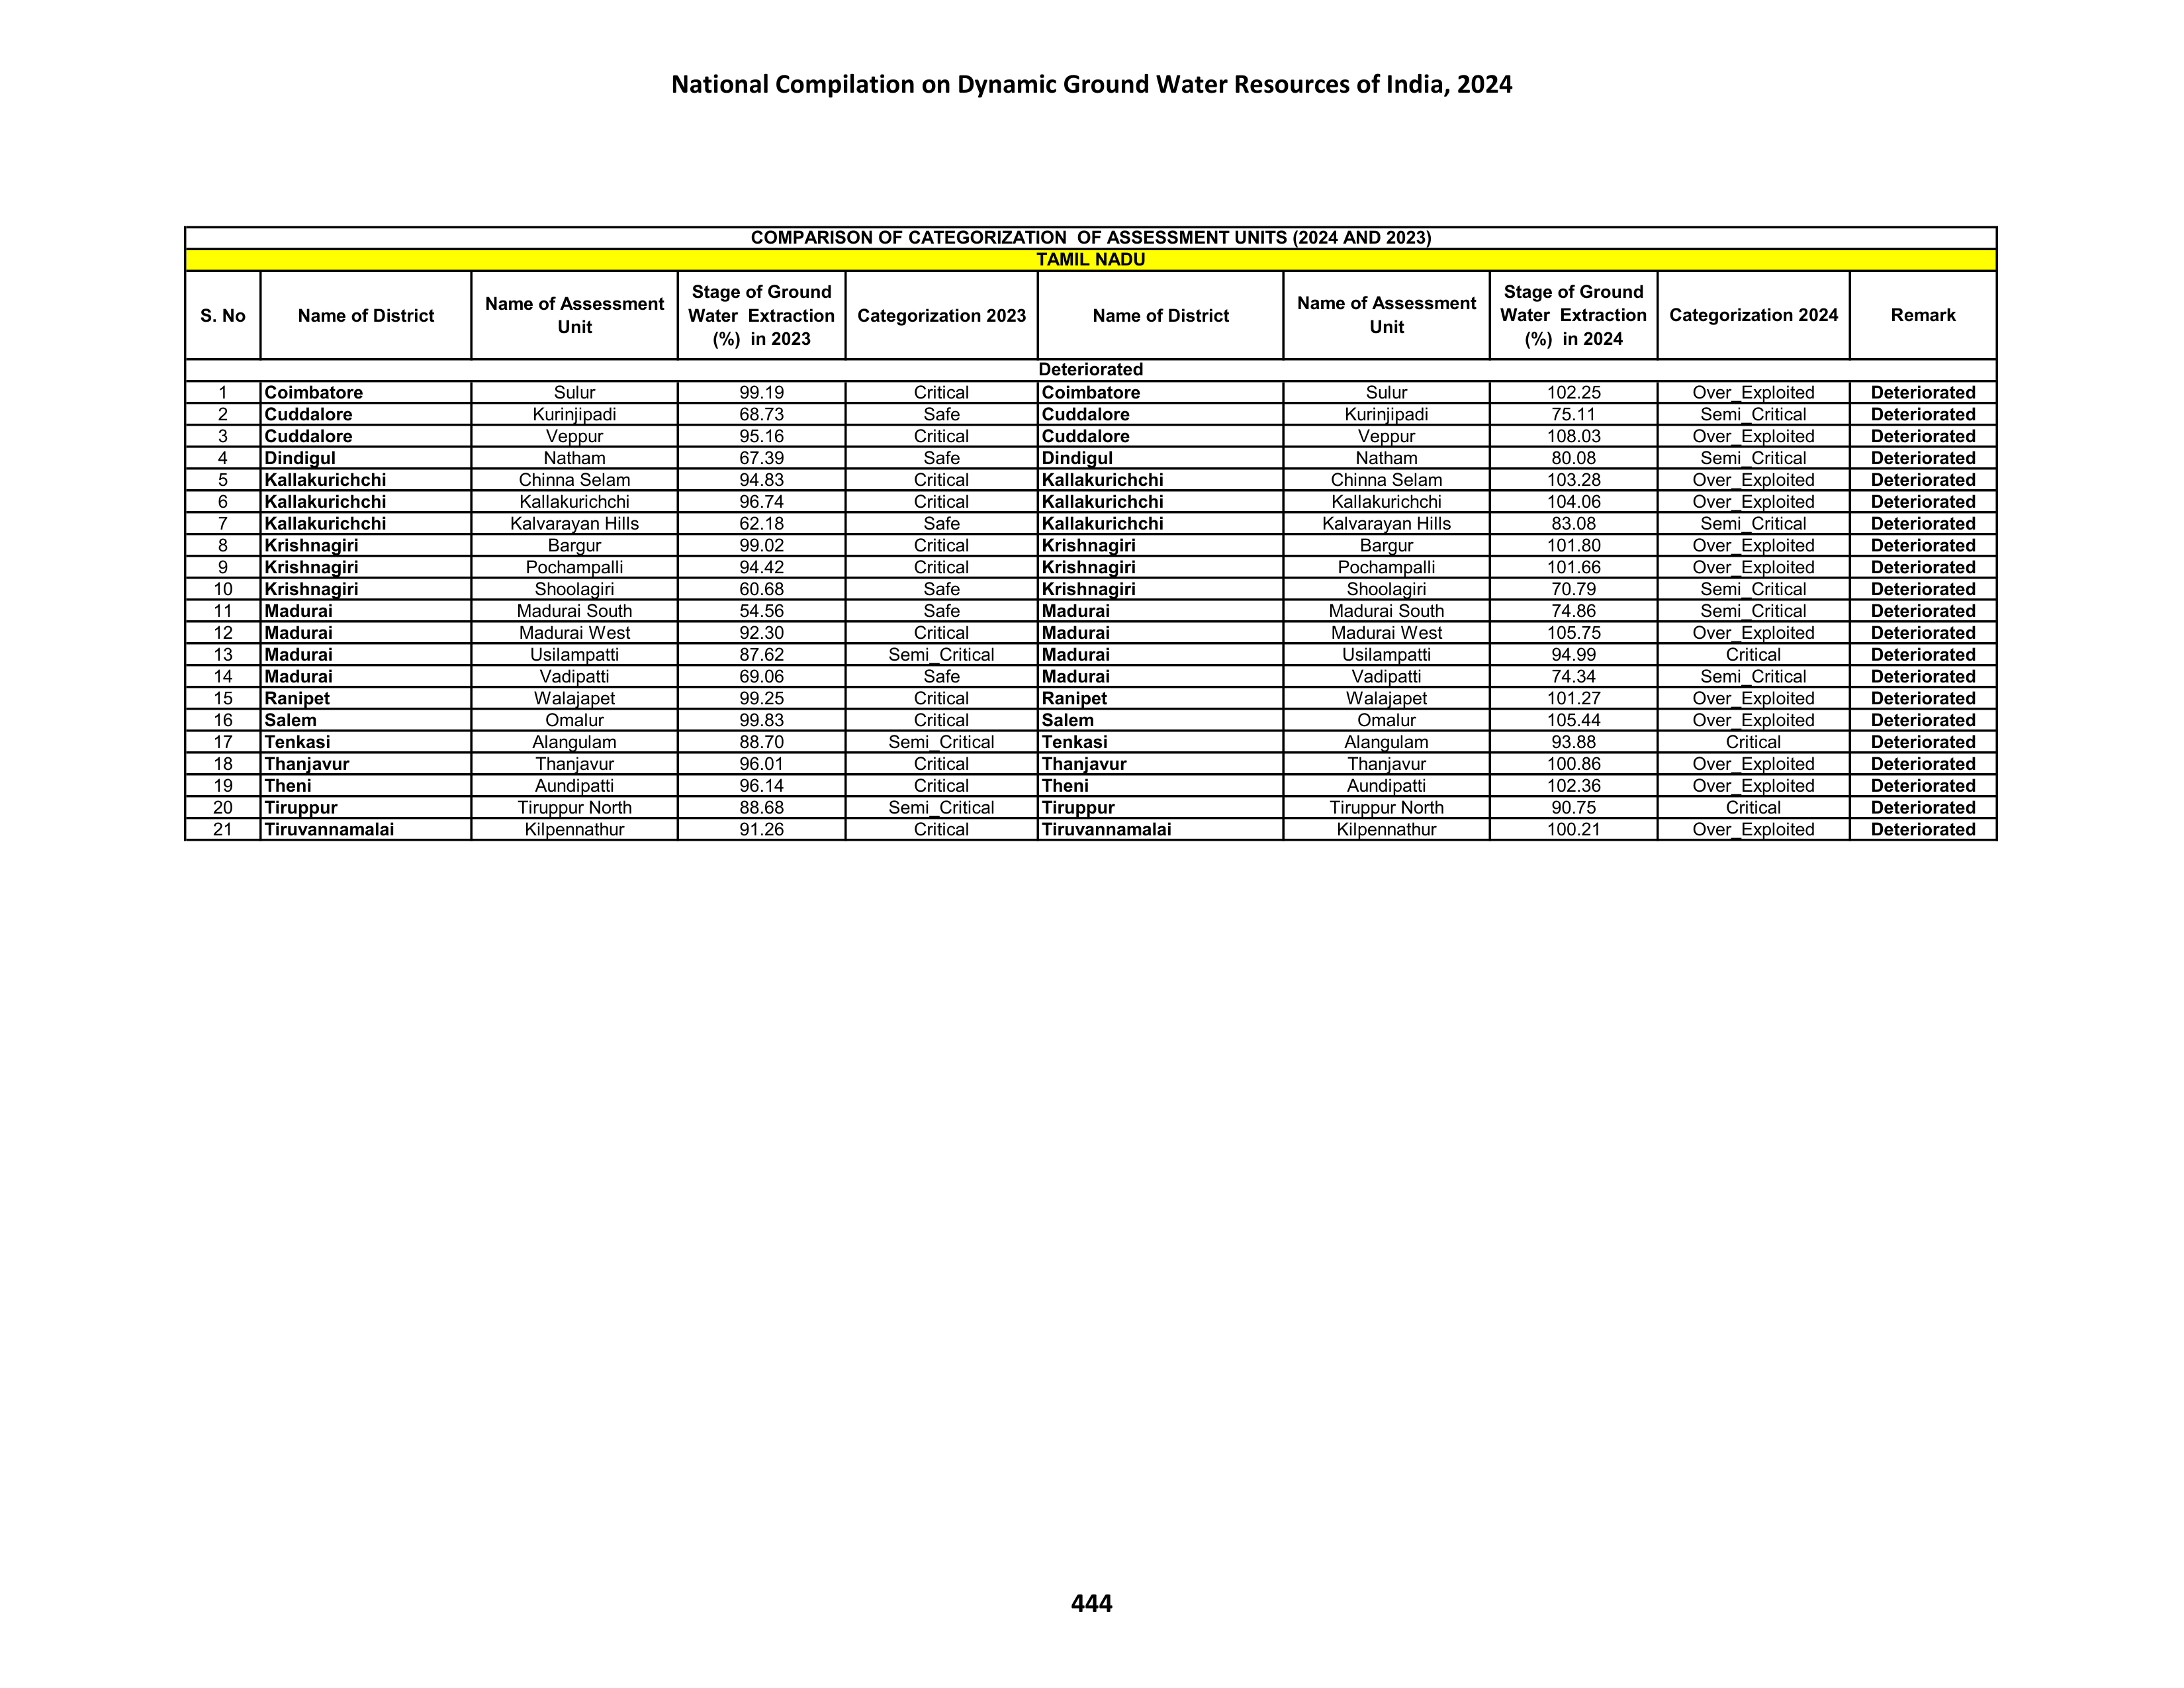 National Compilation on Dynamic Ground Water Resources of India, 2024
COMPARISON OF CATEGORIZATION OF ASSESSMENT UNITS (2024 AND 2023)
TAMIL NADU
S. No Name of District Name of Assessment Unit Stage of Ground Water Extraction (%) in 2023 Categorization 2023 Name of District Name of Assessment Unit Stage of Ground Water Extraction (%) in 2024 Categorization 2024 Remark
Deteriorated
1 Coimbatore Sulur 99.19 Critical Coimbatore Sulur 102.25 Over_Exploited Deteriorated
2 Cuddalore Kurinjipadi 68.73 Safe Cuddalore Kurinjipadi 75.11 Semi_Critical Deteriorated
3 Cuddalore Veppur 95.16 Critical Cuddalore Veppur 108.03 Over_Exploited Deteriorated
4 Dindigul Natham 67.39 Safe Dindigul Natham 80.08 Semi_Critical Deteriorated
5 Kallakurichchi Chinna Selam 94.83 Critical Kallakurichchi Chinna Selam 103.28 Over_Exploited Deteriorated
6 Kallakurichchi Kallakurichchi 96.74 Critical Kallakurichchi Kallakurichchi 104.06 Over_Exploited Deteriorated
7 Kallakurichchi Kalvarayan Hills 62.18 Safe Kallakurichchi Kalvarayan Hills 83.08 Semi_Critical Deteriorated
8 Krishnagiri Bargur 99.02 Critical Krishnagiri Bargur 101.80 Over_Exploited Deteriorated
9 Krishnagiri Pochampalli 94.42 Critical Krishnagiri Pochampalli 101.66 Over_Exploited Deteriorated
10 Krishnagiri Shoolagiri 60.68 Safe Krishnagiri Shoolagiri 70.79 Semi_Critical Deteriorated
11 Madurai Madurai South 54.56 Safe Madurai Madurai South 74.86 Semi_Critical Deteriorated
12 Madurai Madurai West 92.30 Critical Madurai Madurai West 105.75 Over_Exploited Deteriorated
13 Madurai Usilampatti 87.62 Semi_Critical Madurai Usilampatti 94.99 Critical Deteriorated
14 Madurai Vadipatti 69.06 Safe Madurai Vadipatti 74.34 Semi_Critical Deteriorated
15 Ranipet Walajapet 99.25 Critical Ranipet Walajapet 101.27 Over_Exploited Deteriorated
16 Salem Omalur 99.83 Critical Salem Omalur 105.44 Over_Exploited Deteriorated
17 Tenkasi Alangulam 88.70 Semi_Critical Tenkasi Alangulam 93.88 Critical Deteriorated
18 Thanjavur Thanjavur 96.01 Critical Thanjavur Thanjavur 100.86 Over_Exploited Deteriorated
19 Theni Aundipatti 96.14 Critical Theni Aundipatti 102.36 Over_Exploited Deteriorated
20 Tiruppur Tiruppur North 88.68 Semi_Critical Tiruppur Tiruppur North 90.75 Critical Deteriorated
21 Tiruvannamalai Kilpennathur 91.26 Critical Tiruvannamalai Kilpennathur 100.21 Over_Exploited Deteriorated
444